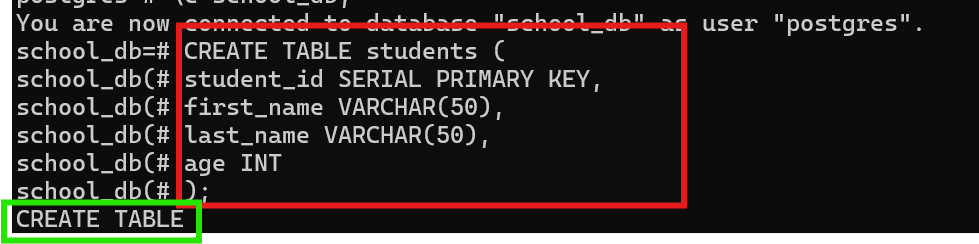 postgres=# \c school_db;
You are now connected to database "school_db" as user "postgres".
school_db=# CREATE TABLE students (
school_db(# student_id SERIAL PRIMARY KEY,
school_db(# first_name VARCHAR(50),
school_db(# last_name VARCHAR(50),
school_db(# age INT
school_db(# );
CREATE TABLE